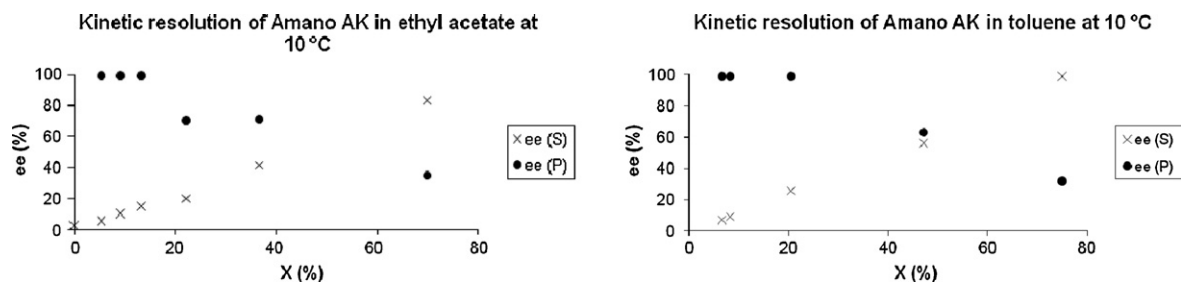 Kinetic resolution of Amano AK in ethyl acetate at
10 °C
100
80
60
40
20
0
ee (%)
0 20 40 60 80
X (%)
ee (S)
ee (P)
Kinetic resolution of Amano AK in toluene at 10 °C
100
80
60
40
20
0
ee (%)
0 20 40 60 80
X (%)
ee (S)
ee (P)